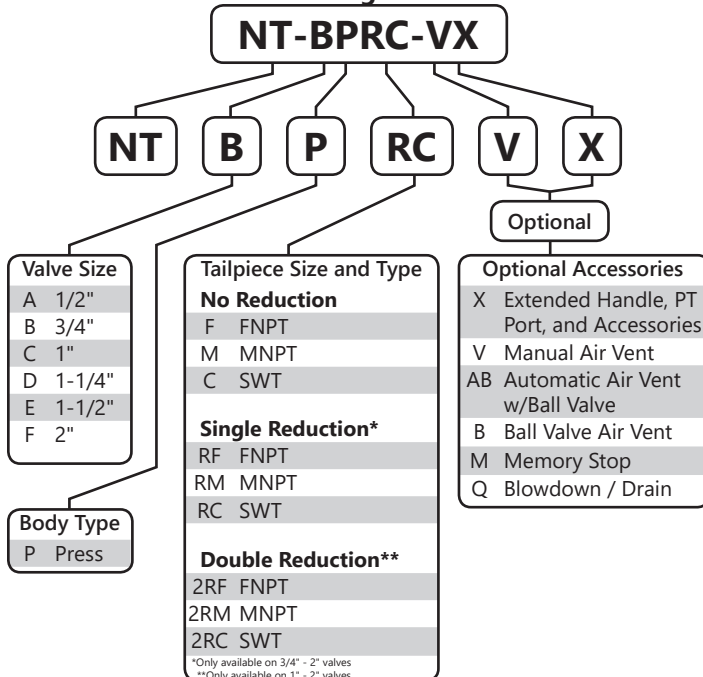 NT-BPRC-VX
NT
B
P
RC
V
X
Optional
Valve Size
A 1/2"
B 3/4"
C 1"
D 1-1/4"
E 1-1/2"
F 2"
Body Type
P Press
Tailpiece Size and Type
No Reduction
F FNPT
M MNPT
C SWT
Single Reduction*
RF FNPT
RM MNPT
RC SWT
Double Reduction**
2RF FNPT
2RM MNPT
2RC SWT
*Only available on 3/4" - 2" valves
**Only available on 1" - 2" valves
Optional Accessories
X Extended Handle, PT
Port, and Accessories
V Manual Air Vent
AB Automatic Air Vent
w/Ball Valve
B Ball Valve Air Vent
M Memory Stop
Q Blowdown / Drain